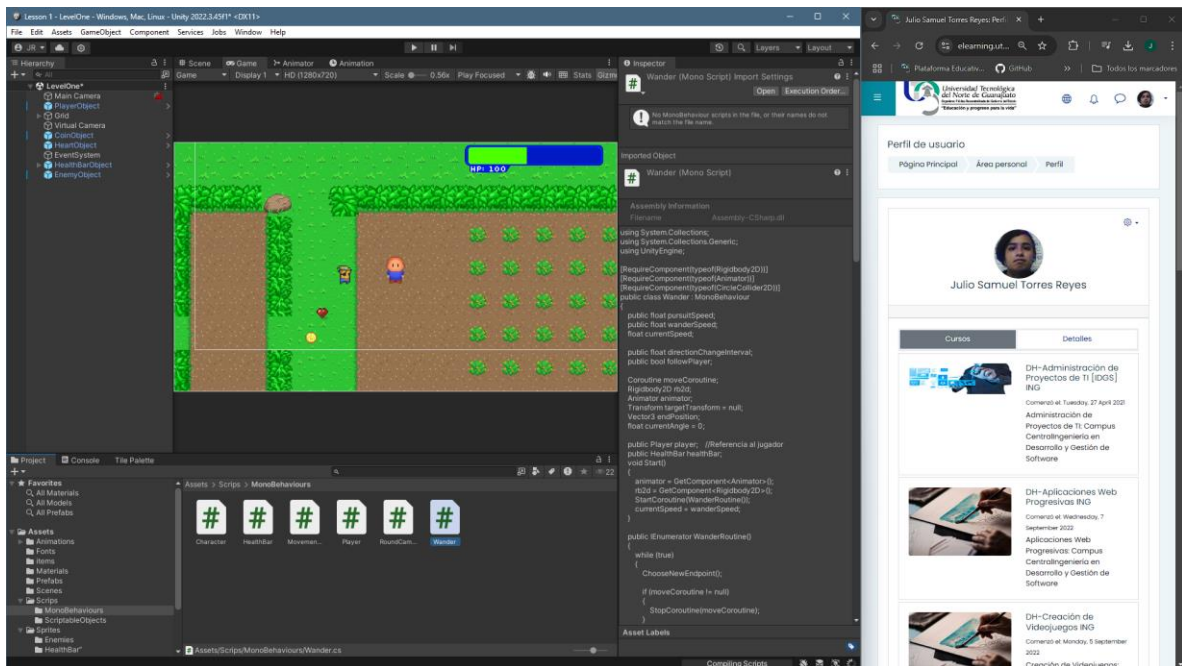 Lesson 1 - LevelOne - Windows, Mac, Linux - Unity 2022.3.45f1* <DX11>
File Edit Assets GameObject Component Services Jobs Window Help
JR
Layers
Layout
Hierarchy
All
LevelOne*
Main Camera
PlayerObject
Grid
Virtual Camera
CoinObject
HeartObject
EventSystem
HealthBarObject
EnemyObject
Scene Game Animator Animation
Game Display 1 HD (1280x720) Scale 0.56x Play Focused Stats Gizm
HP: 100
Project Console Tile Palette
22
Favorites
All Materials
All Models
All Prefabs
Assets
Animations
Fonts
Items
Materials
Prefabs
Scenes
Scrips
MonoBehaviours
ScriptableObjects
Sprites
Enemies
HealthBar*
Assets > Scrips > MonoBehaviours
Character HealthBar Movemen... Player RoundCam... Wander
Assets/Scrips/MonoBehaviours/Wander.cs
Inspector
Wander (Mono Script) Import Settings
Open Execution Order...
No MonoBehaviour scripts in the file, or their names do not match the file name.
Imported Object
Wander (Mono Script)
Assembly Information
Filename Assembly-CSharp.dll
using System.Collections;
using System.Collections.Generic;
using UnityEngine;
[RequireComponent(typeof(Rigidbody2D))]
[RequireComponent(typeof(Animator))]
[RequireComponent(typeof(CircleCollider2D))]
public class Wander : MonoBehaviour
{
public float pursuitSpeed;
public float wanderSpeed;
float currentSpeed;
public float directionChangeInterval;
public bool followPlayer;
Coroutine moveCoroutine;
Rigidbody2D rb2d;
Animator animator;
Transform targetTransform = null;
Vector3 endPosition;
float currentAngle = 0;
public Player player; //Referencia al jugador
public HealthBar healthBar;
void Start()
{
animator = GetComponent<Animator>();
rb2d = GetComponent<Rigidbody2D>();
StartCoroutine(WanderRoutine());
currentSpeed = wanderSpeed;
}
public IEnumerator WanderRoutine()
{
while (true)
{
ChooseNewEndpoint();
if (moveCoroutine != null)
{
StopCoroutine(moveCoroutine);
}
Asset Labels
Compiling Scripts
Julio Samuel Torres Reyes: Perf
elearning.ut...
Plataforma Educativ... GitHub » Todos los marcadores
Universidad Tecnológica
del Norte de Guanajuato
"Educación y progreso para la vida"
Perfil de usuario
Página Principal Área personal Perfil
Julio Samuel Torres Reyes
Cursos Detalles
DH-Administración de
Proyectos de TI [IDGS]
ING
Comenzó el: Tuesday, 27 April 2021
Administración de
Proyectos de TI: Campus
CentralIngeniería en
Desarrollo y Gestión de
Software
DH-Aplicaciones Web
Progresivas ING
Comenzó el: Wednesday, 7
September 2022
Aplicaciones Web
Progresivas: Campus
CentralIngeniería en
Desarrollo y Gestión de
Software
DH-Creación de
Videojuegos ING
Comenzó el: Monday, 5 September
2022
Creación de Videojuegos: